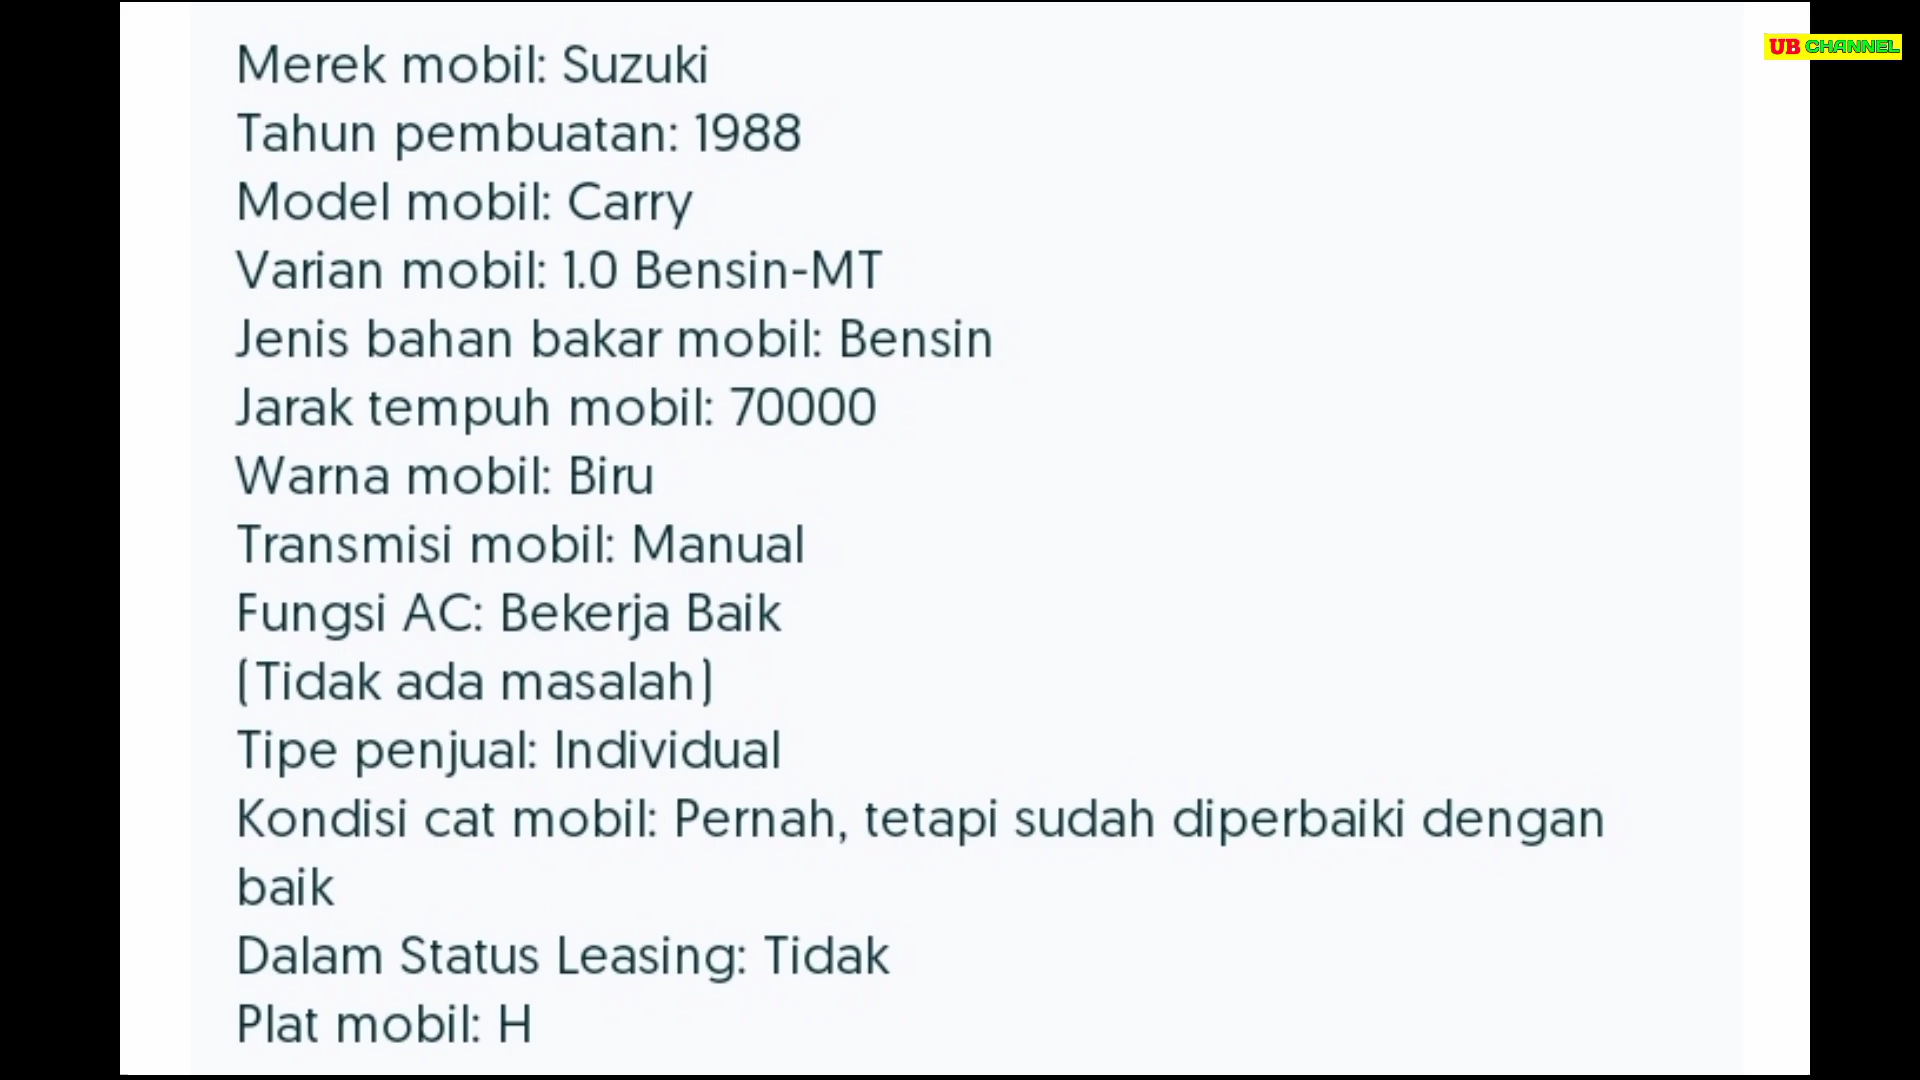 Merek mobil: Suzuki
UB CHANNEL
Tahun pembuatan: 1988
Model mobil: Carry
Varian mobil: 1.0 Bensin-MT
Jenis bahan bakar mobil: Bensin
Jarak tempuh mobil: 70000
Warna mobil: Biru
Transmisi mobil: Manual
Fungsi AC: Bekerja Baik
(Tidak ada masalah)
Tipe penjual: Individual
Kondisi cat mobil: Pernah, tetapi sudah diperbaiki dengan
baik
Dalam Status Leasing: Tidak
Plat mobil: H